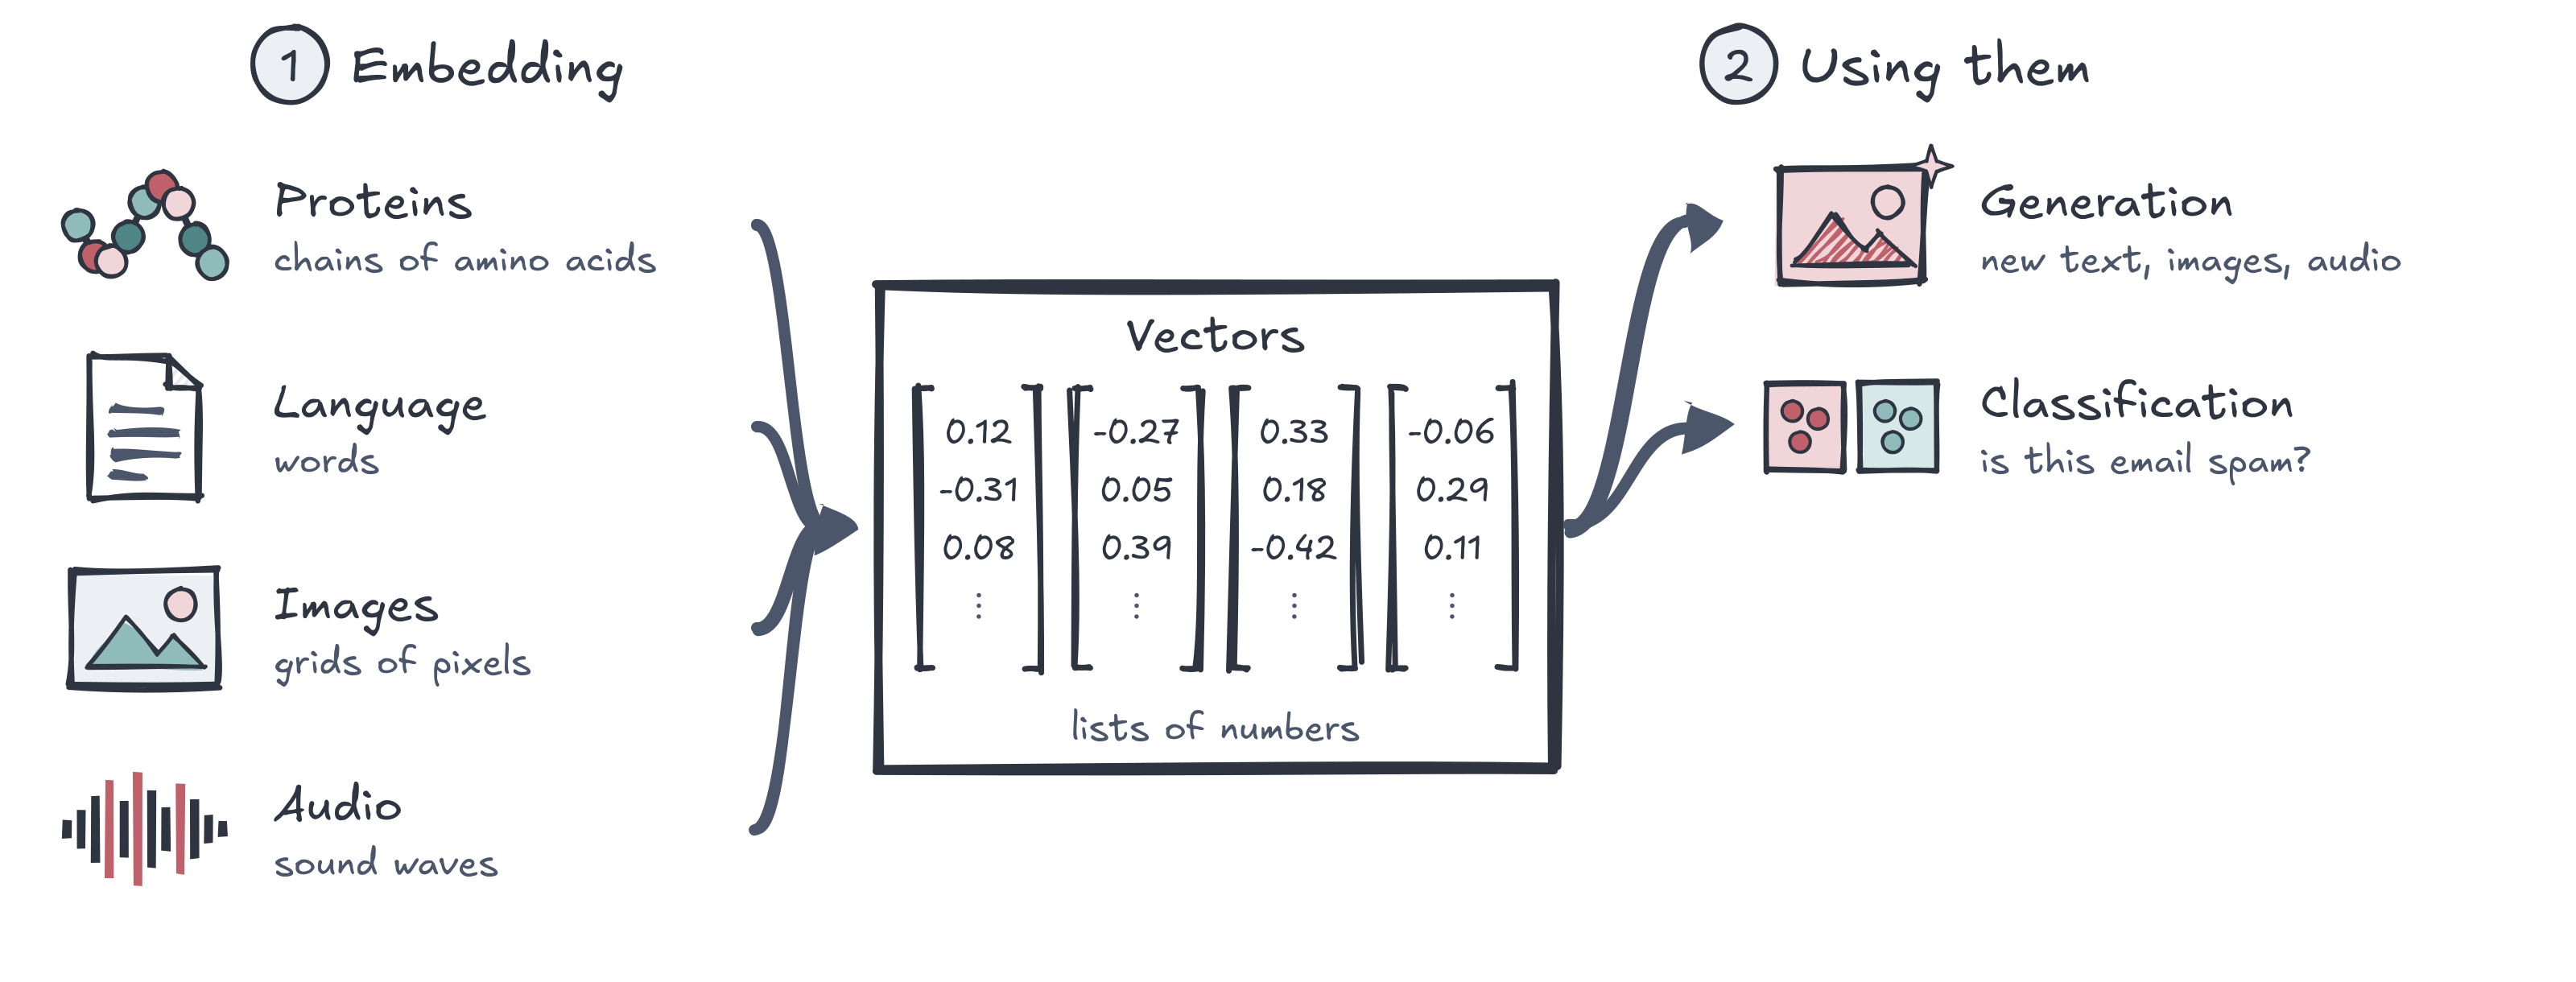 1 Embedding
Proteins
chains of amino acids
Language
words
Images
grids of pixels
Audio
sound waves
Vectors
0.12 -0.27 0.33 -0.06
-0.31 0.05 0.18 0.29
0.08 0.39 -0.42 0.11
⋮ ⋮ ⋮ ⋮
lists of numbers
2 Using them
Generation
new text, images, audio
Classification
is this email spam?